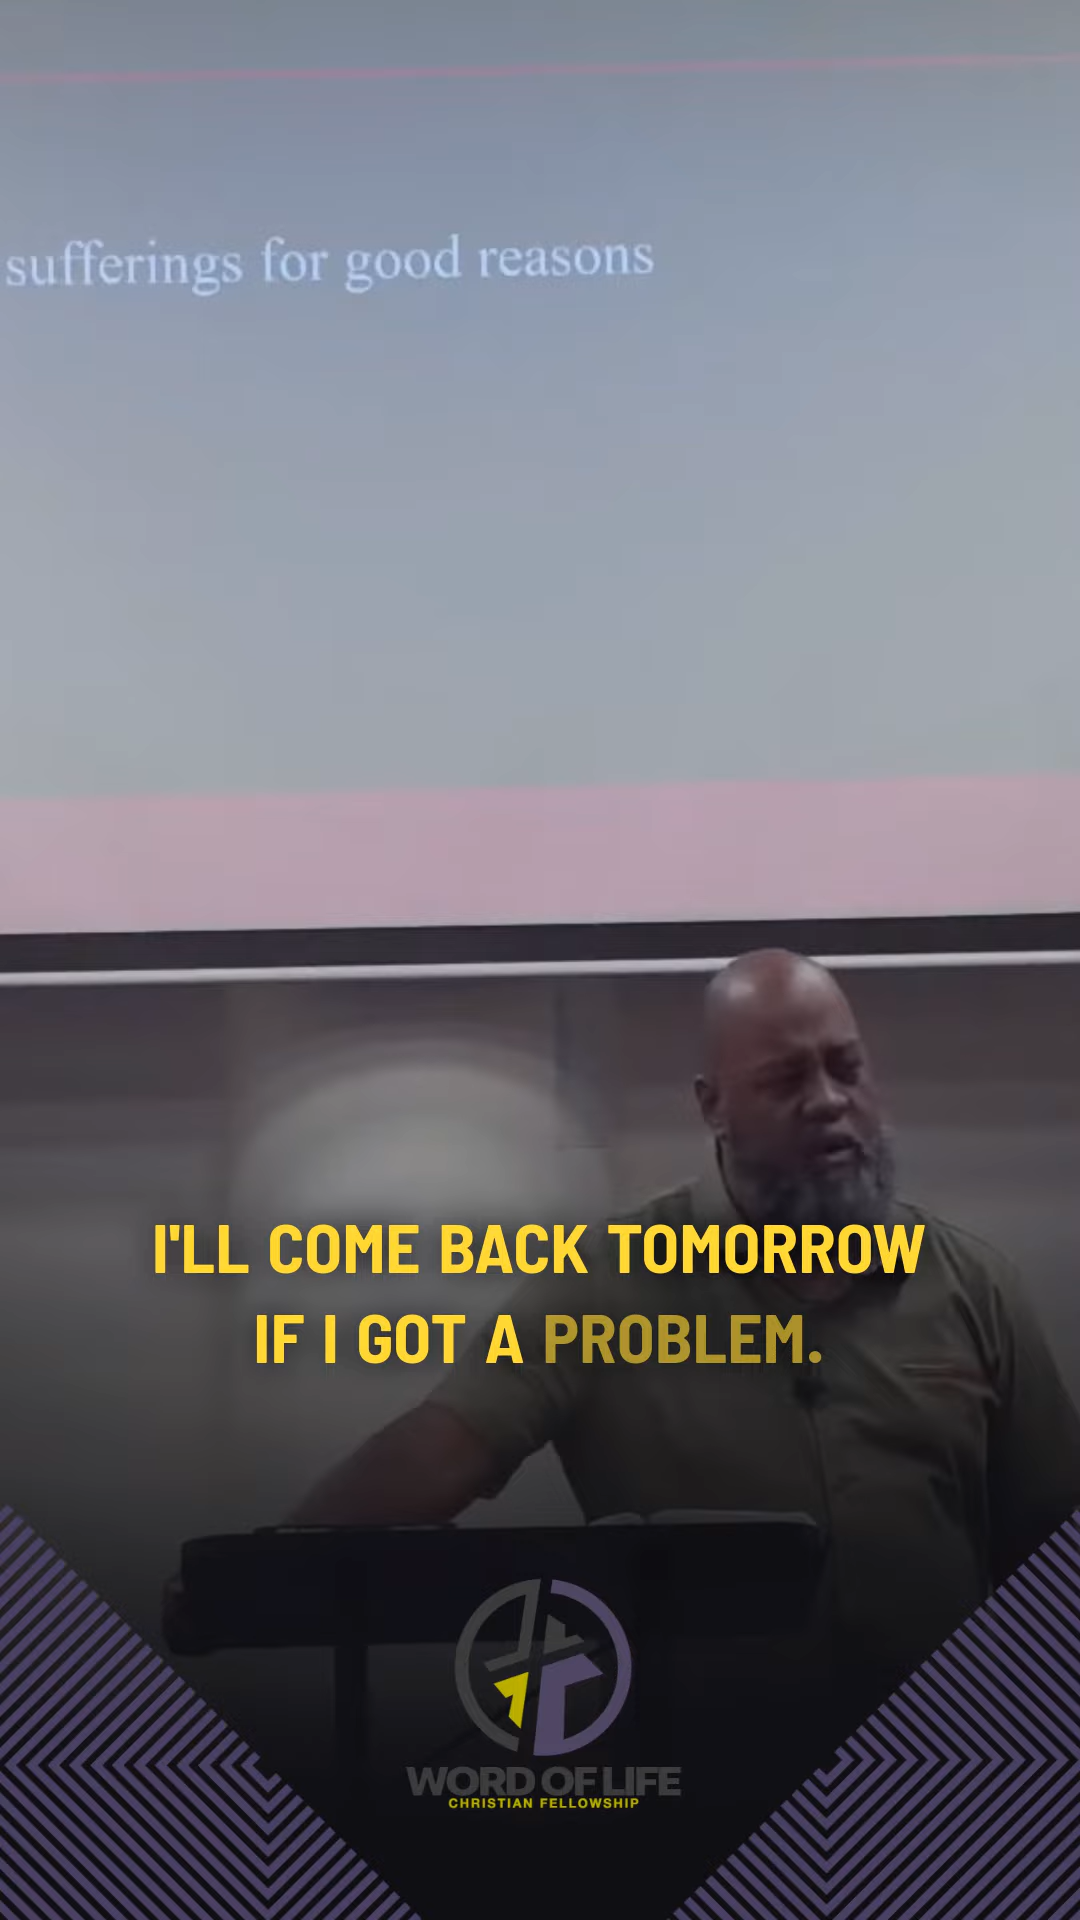 sufferings for good reasons
I'LL COME BACK TOMORROW
IF I GOT A PROBLEM.
WORD OF LIFE
CHRISTIAN FELLOWSHIP